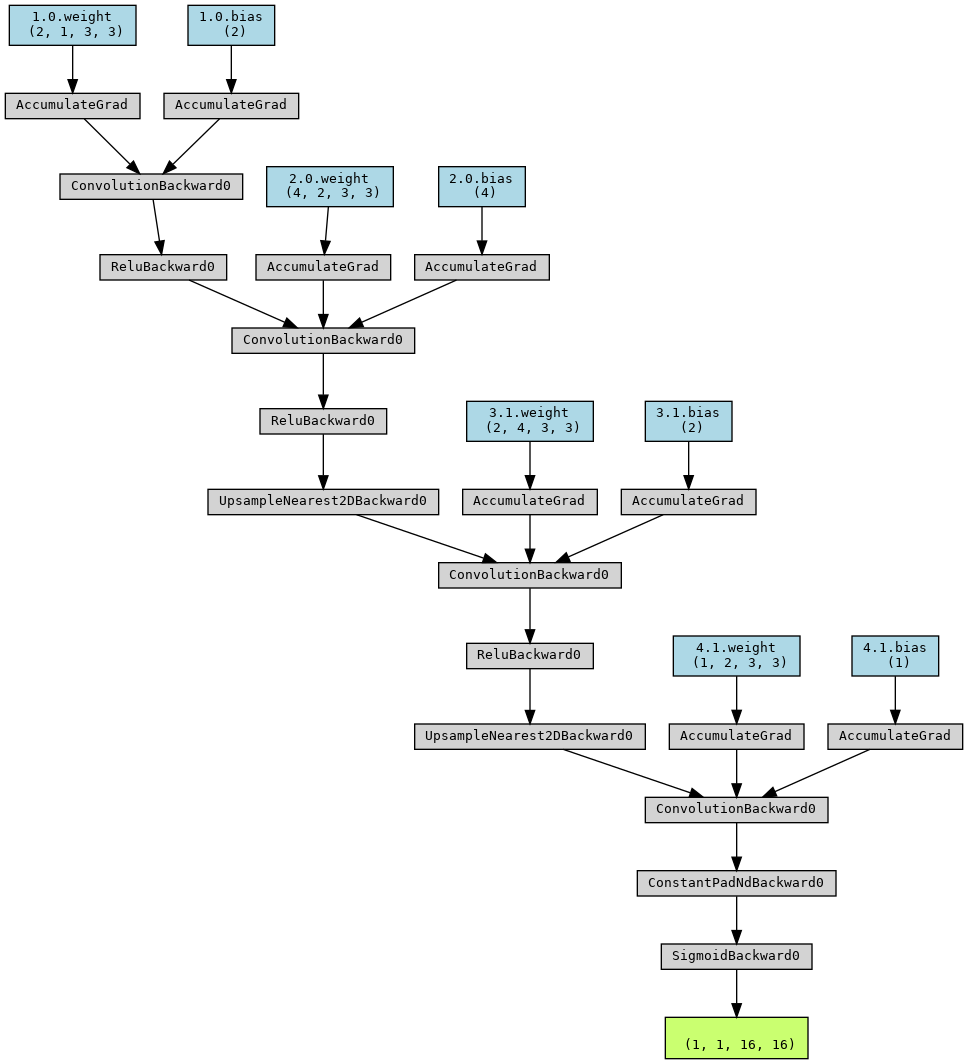 1.0.weight
(2, 1, 3, 3)
1.0.bias
(2)
AccumulateGrad
AccumulateGrad
ConvolutionBackward0
2.0.weight
(4, 2, 3, 3)
2.0.bias
(4)
ReluBackward0
AccumulateGrad
AccumulateGrad
ConvolutionBackward0
ReluBackward0
3.1.weight
(2, 4, 3, 3)
3.1.bias
(2)
UpsampleNearest2DBackward0
AccumulateGrad
AccumulateGrad
ConvolutionBackward0
ReluBackward0
4.1.weight
(1, 2, 3, 3)
4.1.bias
(1)
UpsampleNearest2DBackward0
AccumulateGrad
AccumulateGrad
ConvolutionBackward0
ConstantPadNdBackward0
SigmoidBackward0
(1, 1, 16, 16)